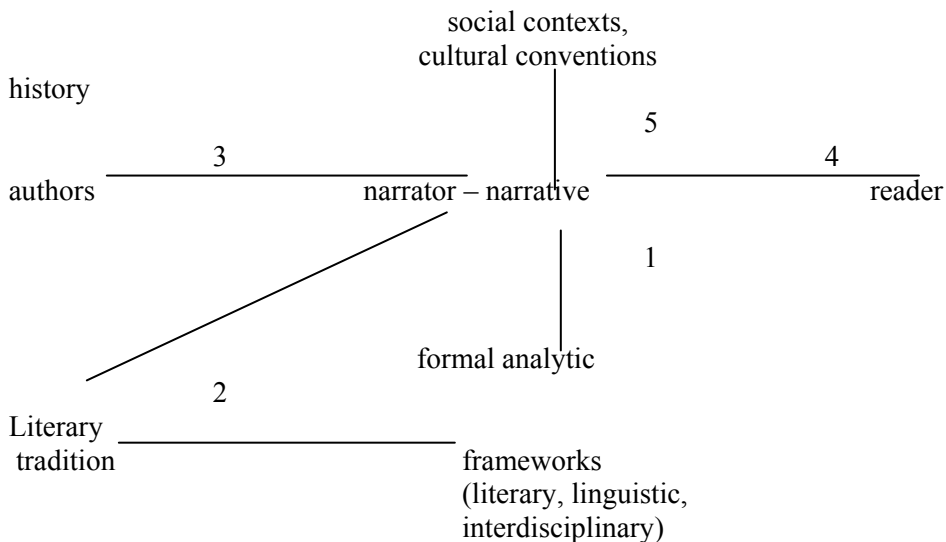 social contexts,
cultural conventions
history
5
3
4
authors
narrator – narrative
reader
1
formal analytic
2
Literary
tradition
frameworks
(literary, linguistic,
interdisciplinary)